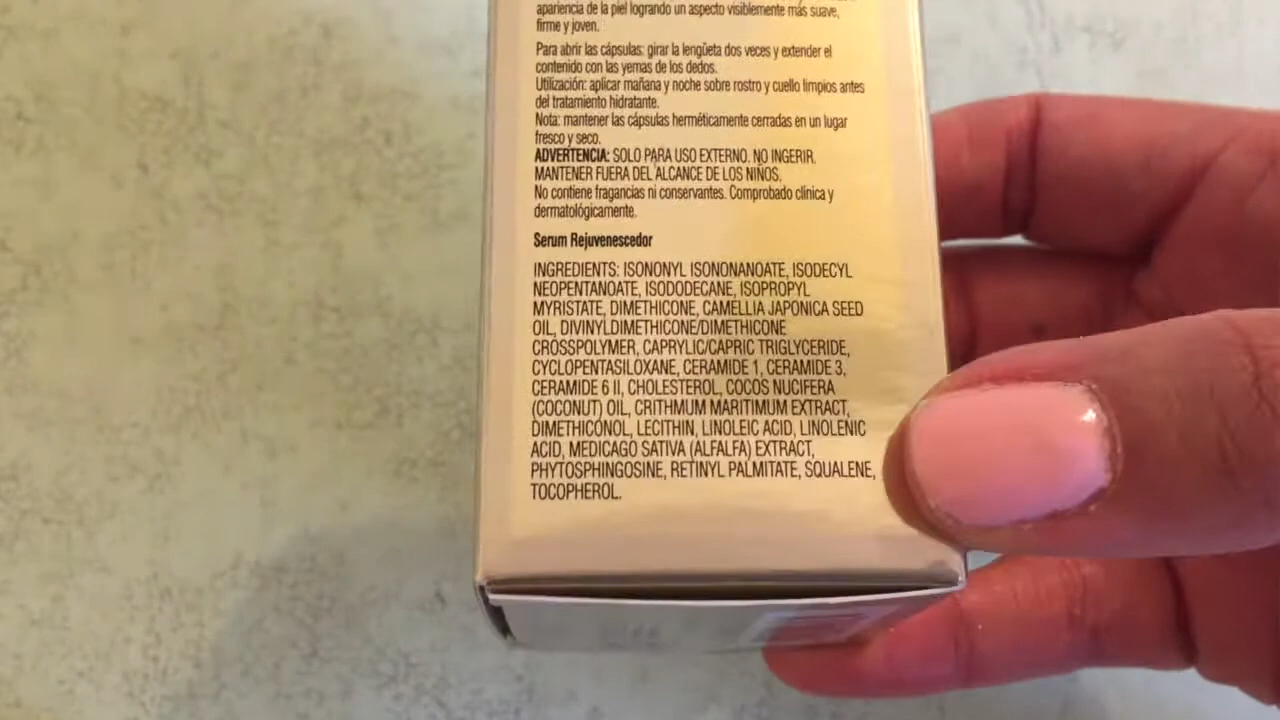 apariencia de la piel logrando un aspecto visiblemente más suave,
firme y joven.
Para abrir las cápsulas: girar la lengüeta dos veces y extender el
contenido con las yemas de los dedos.
Utilización: aplicar mañana y noche sobre rostro y cuello limpios antes
del tratamiento hidratante.
Nota: mantener las cápsulas herméticamente cerradas en un lugar
fresco y seco.
ADVERTENCIA: SOLO PARA USO EXTERNO. NO INGERIR.
MANTENER FUERA DEL ALCANCE DE LOS NIÑOS.
No contiene fragancias ni conservantes. Comprobado clínica y
dermatológicamente.
Serum Rejuvenescedor
INGREDIENTS: ISONONYL ISONONANOATE, ISODECYL
NEOPENTANOATE, ISODODECANE, ISOPROPYL
MYRISTATE, DIMETHICONE, CAMELLIA JAPONICA SEED
OIL, DIVINYLDIMETHICONE/DIMETHICONE
CROSSPOLYMER, CAPRYLIC/CAPRIC TRIGLYCERIDE,
CYCLOPENTASILOXANE, CERAMIDE 1, CERAMIDE 3,
CERAMIDE 6 II, CHOLESTEROL, COCOS NUCIFERA
(COCONUT) OIL, CRITHMUM MARITIMUM EXTRACT,
DIMETHICONOL, LECITHIN, LINOLEIC ACID, LINOLENIC
ACID, MEDICAGO SATIVA (ALFALFA) EXTRACT,
PHYTOSPHINGOSINE, RETINYL PALMITATE, SQUALENE,
TOCOPHEROL.